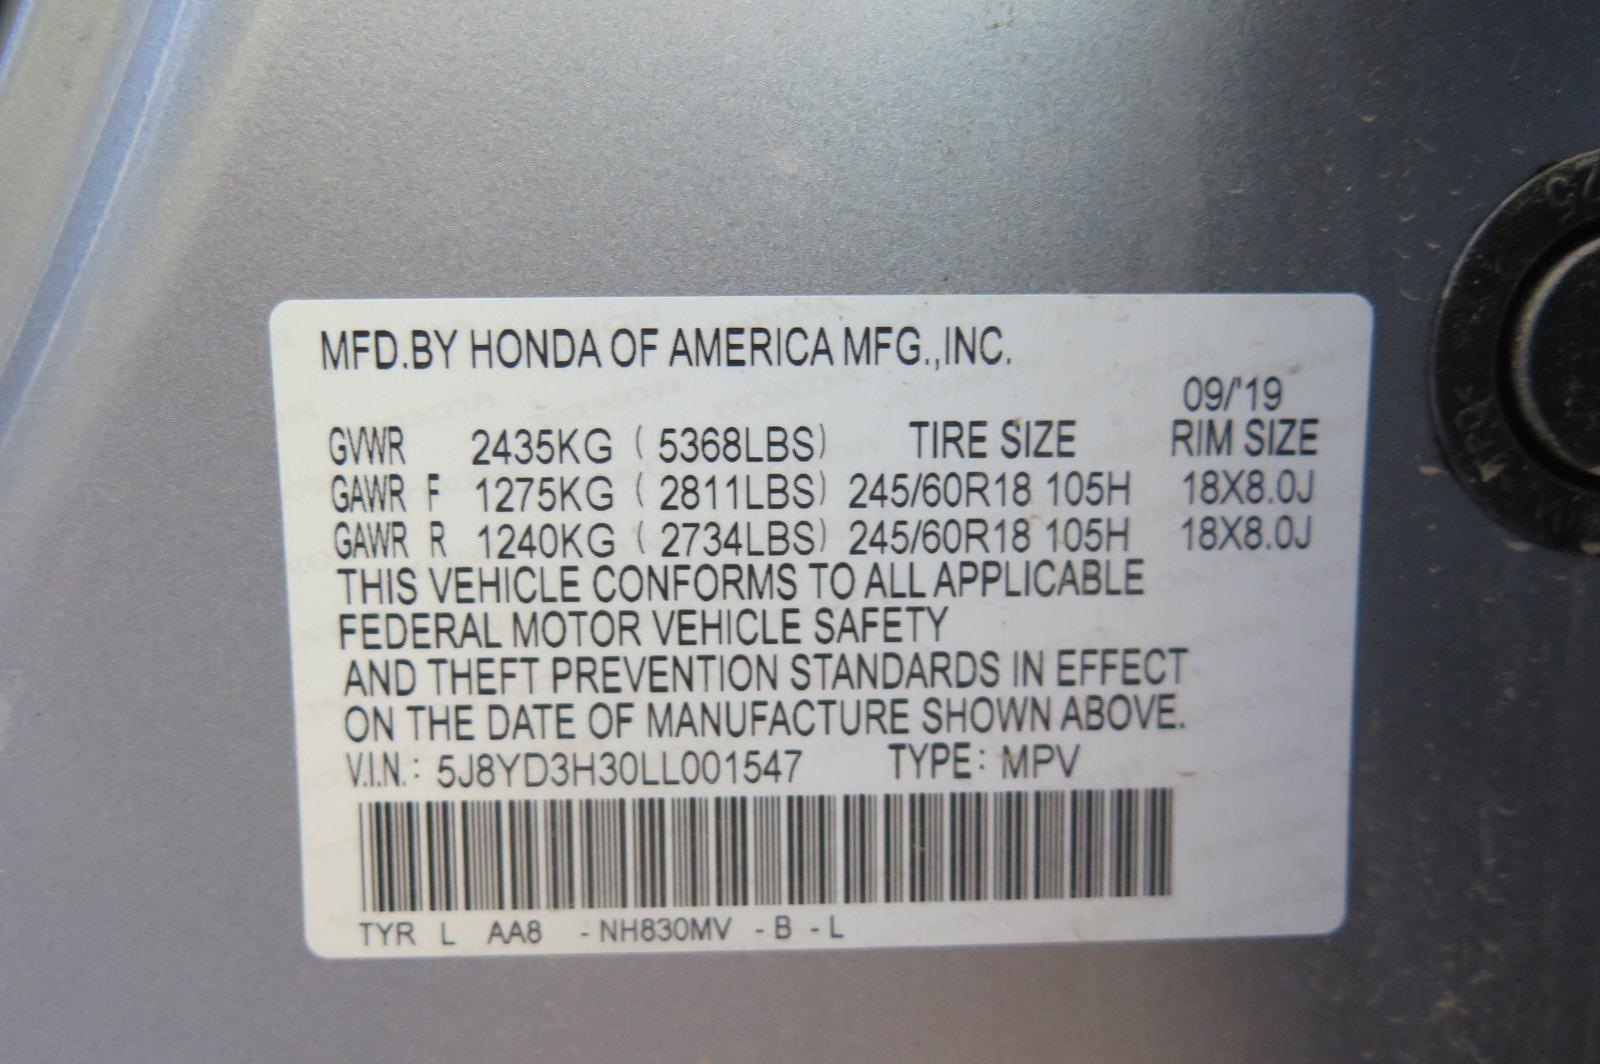 MFD.BY HONDA OF AMERICA MFG.,INC.
09/'19
GVWR 2435KG ( 5368LBS) TIRE SIZE RIM SIZE
GAWR F 1275KG ( 2811LBS) 245/60R18 105H 18X8.0J
GAWR R 1240KG ( 2734LBS) 245/60R18 105H 18X8.0J
THIS VEHICLE CONFORMS TO ALL APPLICABLE
FEDERAL MOTOR VEHICLE SAFETY
AND THEFT PREVENTION STANDARDS IN EFFECT
ON THE DATE OF MANUFACTURE SHOWN ABOVE.
V.I.N.: 5J8YD3H30LL001547 TYPE: MPV
TYR L AA8 - NH830MV - B - L